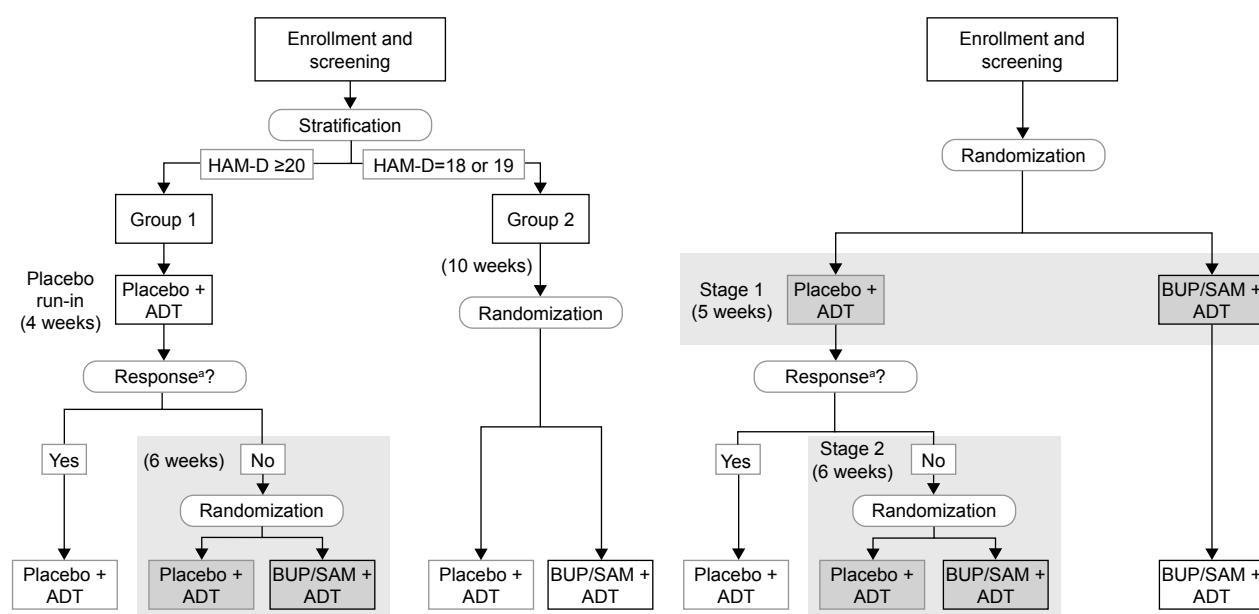 Enrollment and
screening
Stratification
HAM-D ≥20
HAM-D=18 or 19
Group 1
Group 2
Placebo
run-in
(4 weeks)
Placebo +
ADT
(10 weeks)
Randomization
Responseᵃ?
Yes
(6 weeks)
No
Randomization
Placebo +
ADT
Placebo +
ADT
BUP/SAM +
ADT
Placebo +
ADT
BUP/SAM +
ADT
Enrollment and
screening
Randomization
Stage 1
(5 weeks)
Placebo +
ADT
BUP/SAM +
ADT
Responseᵃ?
Yes
Stage 2
(6 weeks)
No
Randomization
Placebo +
ADT
Placebo +
ADT
BUP/SAM +
ADT
BUP/SAM +
ADT